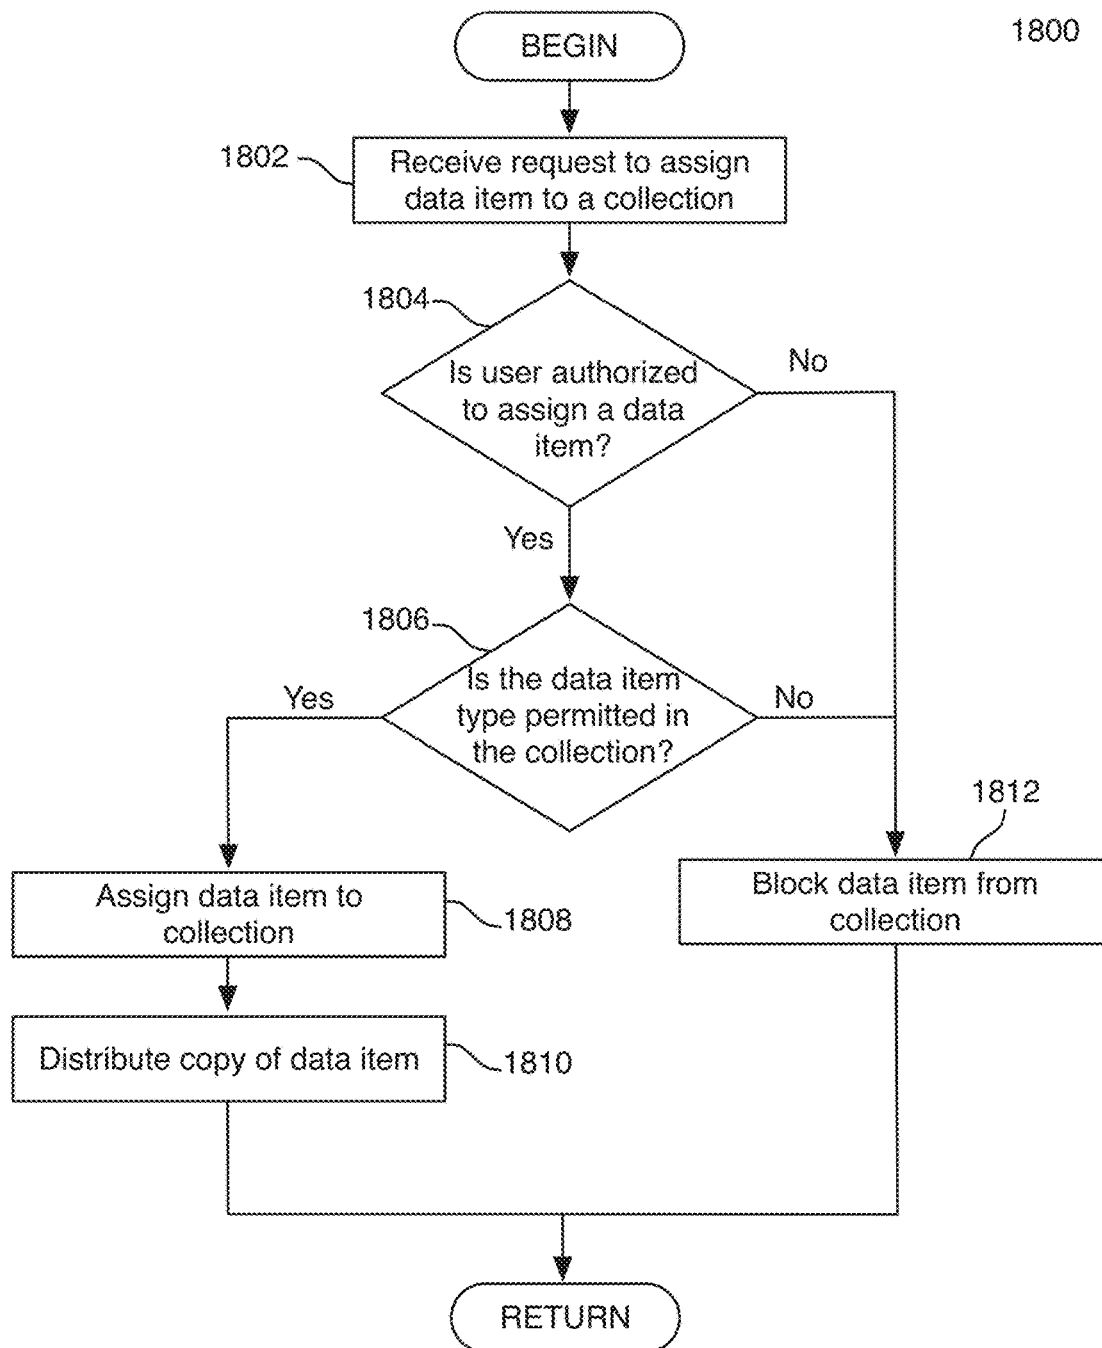 1800
BEGIN
1802
Receive request to assign
data item to a collection
1804
Is user authorized
to assign a data
item?
No
Yes
1806
Is the data item
type permitted in
the collection?
Yes
No
1812
Assign data item to
collection
1808
Block data item from
collection
Distribute copy of data item
1810
RETURN